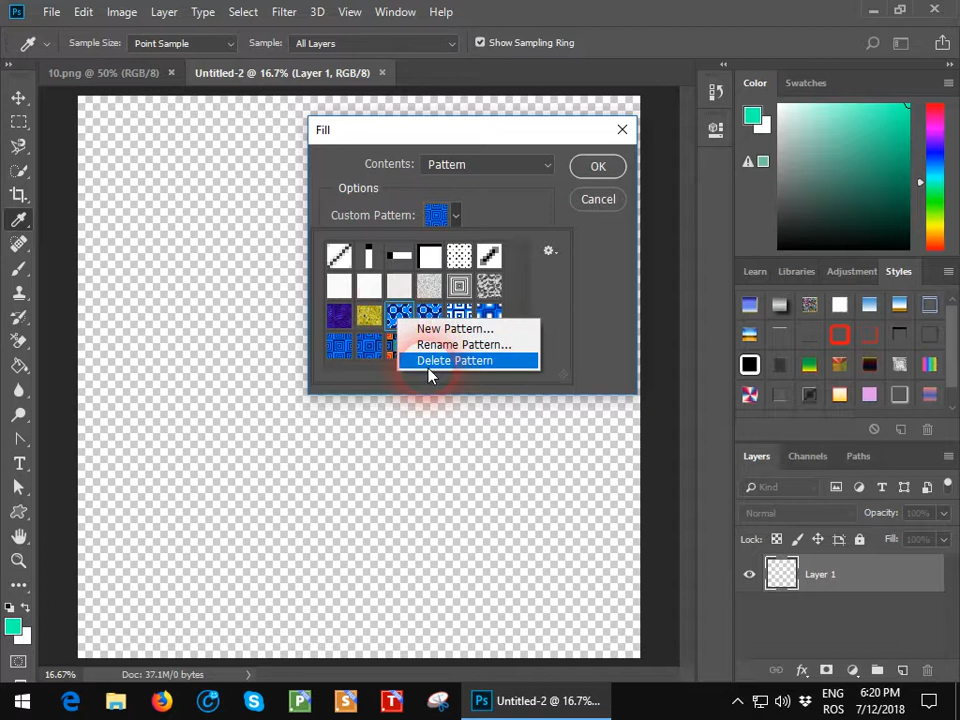 Ps File Edit Image Layer Type Select Filter 3D View Window Help
Sample Size: Point Sample Sample: All Layers Show Sampling Ring
10.png @ 50% (RGB/8) Untitled-2 @ 16.7% (Layer 1, RGB/8)
Color Swatches
Fill
Contents: Pattern OK
Options
Cancel
Custom Pattern:
Learn Libraries Adjustment Styles
New Pattern...
Rename Pattern...
Delete Pattern
Layers Channels Paths
Kind
Normal Opacity: 100%
Lock: Fill: 100%
Layer 1
16.67% Doc: 37.1M/0 bytes
Ps Untitled-2 @ 16.7%... ENG 6:20 PM
ROS 7/12/2018